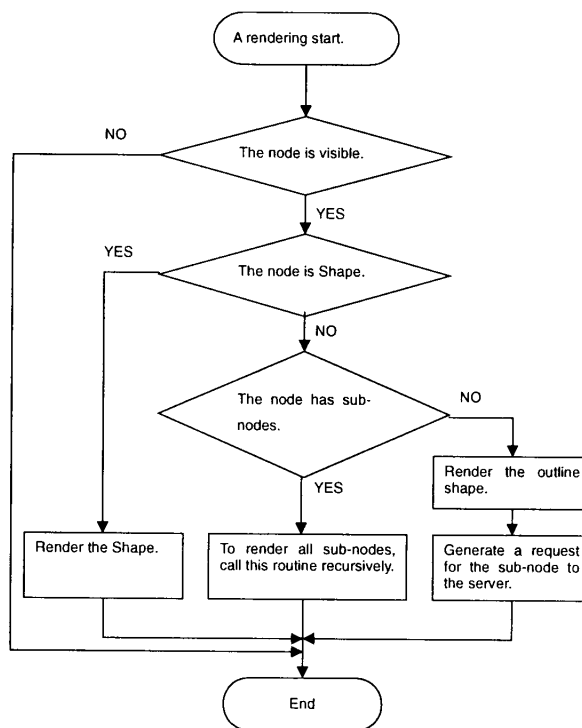 A rendering start.
NO
The node is visible.
YES
YES
The node is Shape.
NO
The node has sub-
nodes.
NO
YES
Render the outline
shape.
Render the Shape.
To render all sub-nodes,
call this routine recursively.
Generate a request
for the sub-node to
the server.
End